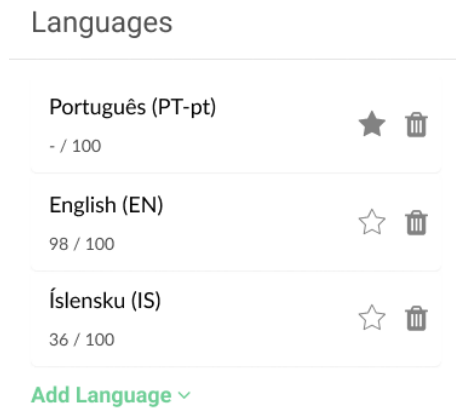 Languages
Português (PT-pt)
- / 100
English (EN)
98 / 100
Íslensku (IS)
36 / 100
Add Language